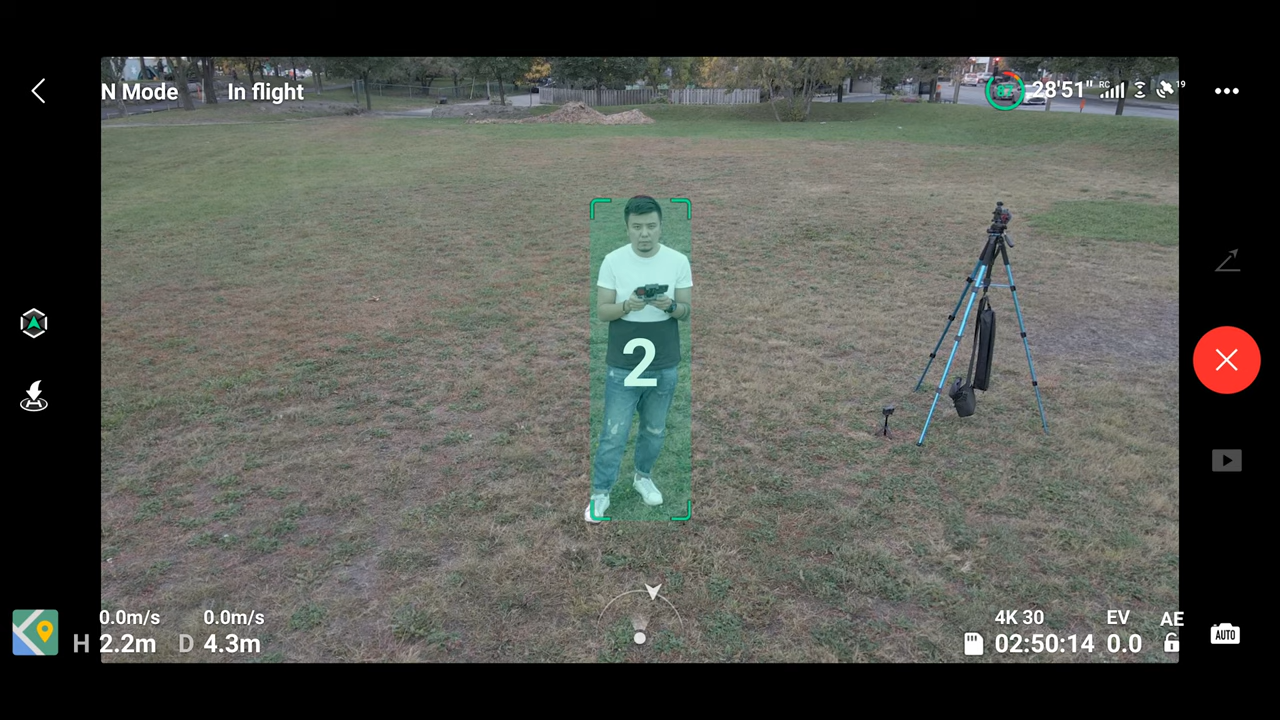 N Mode In flight 87 28'51" RC 19
2
0.0m/s 0.0m/s 4K 30 EV AE
H 2.2m D 4.3m 02:50:14 0.0 AUTO